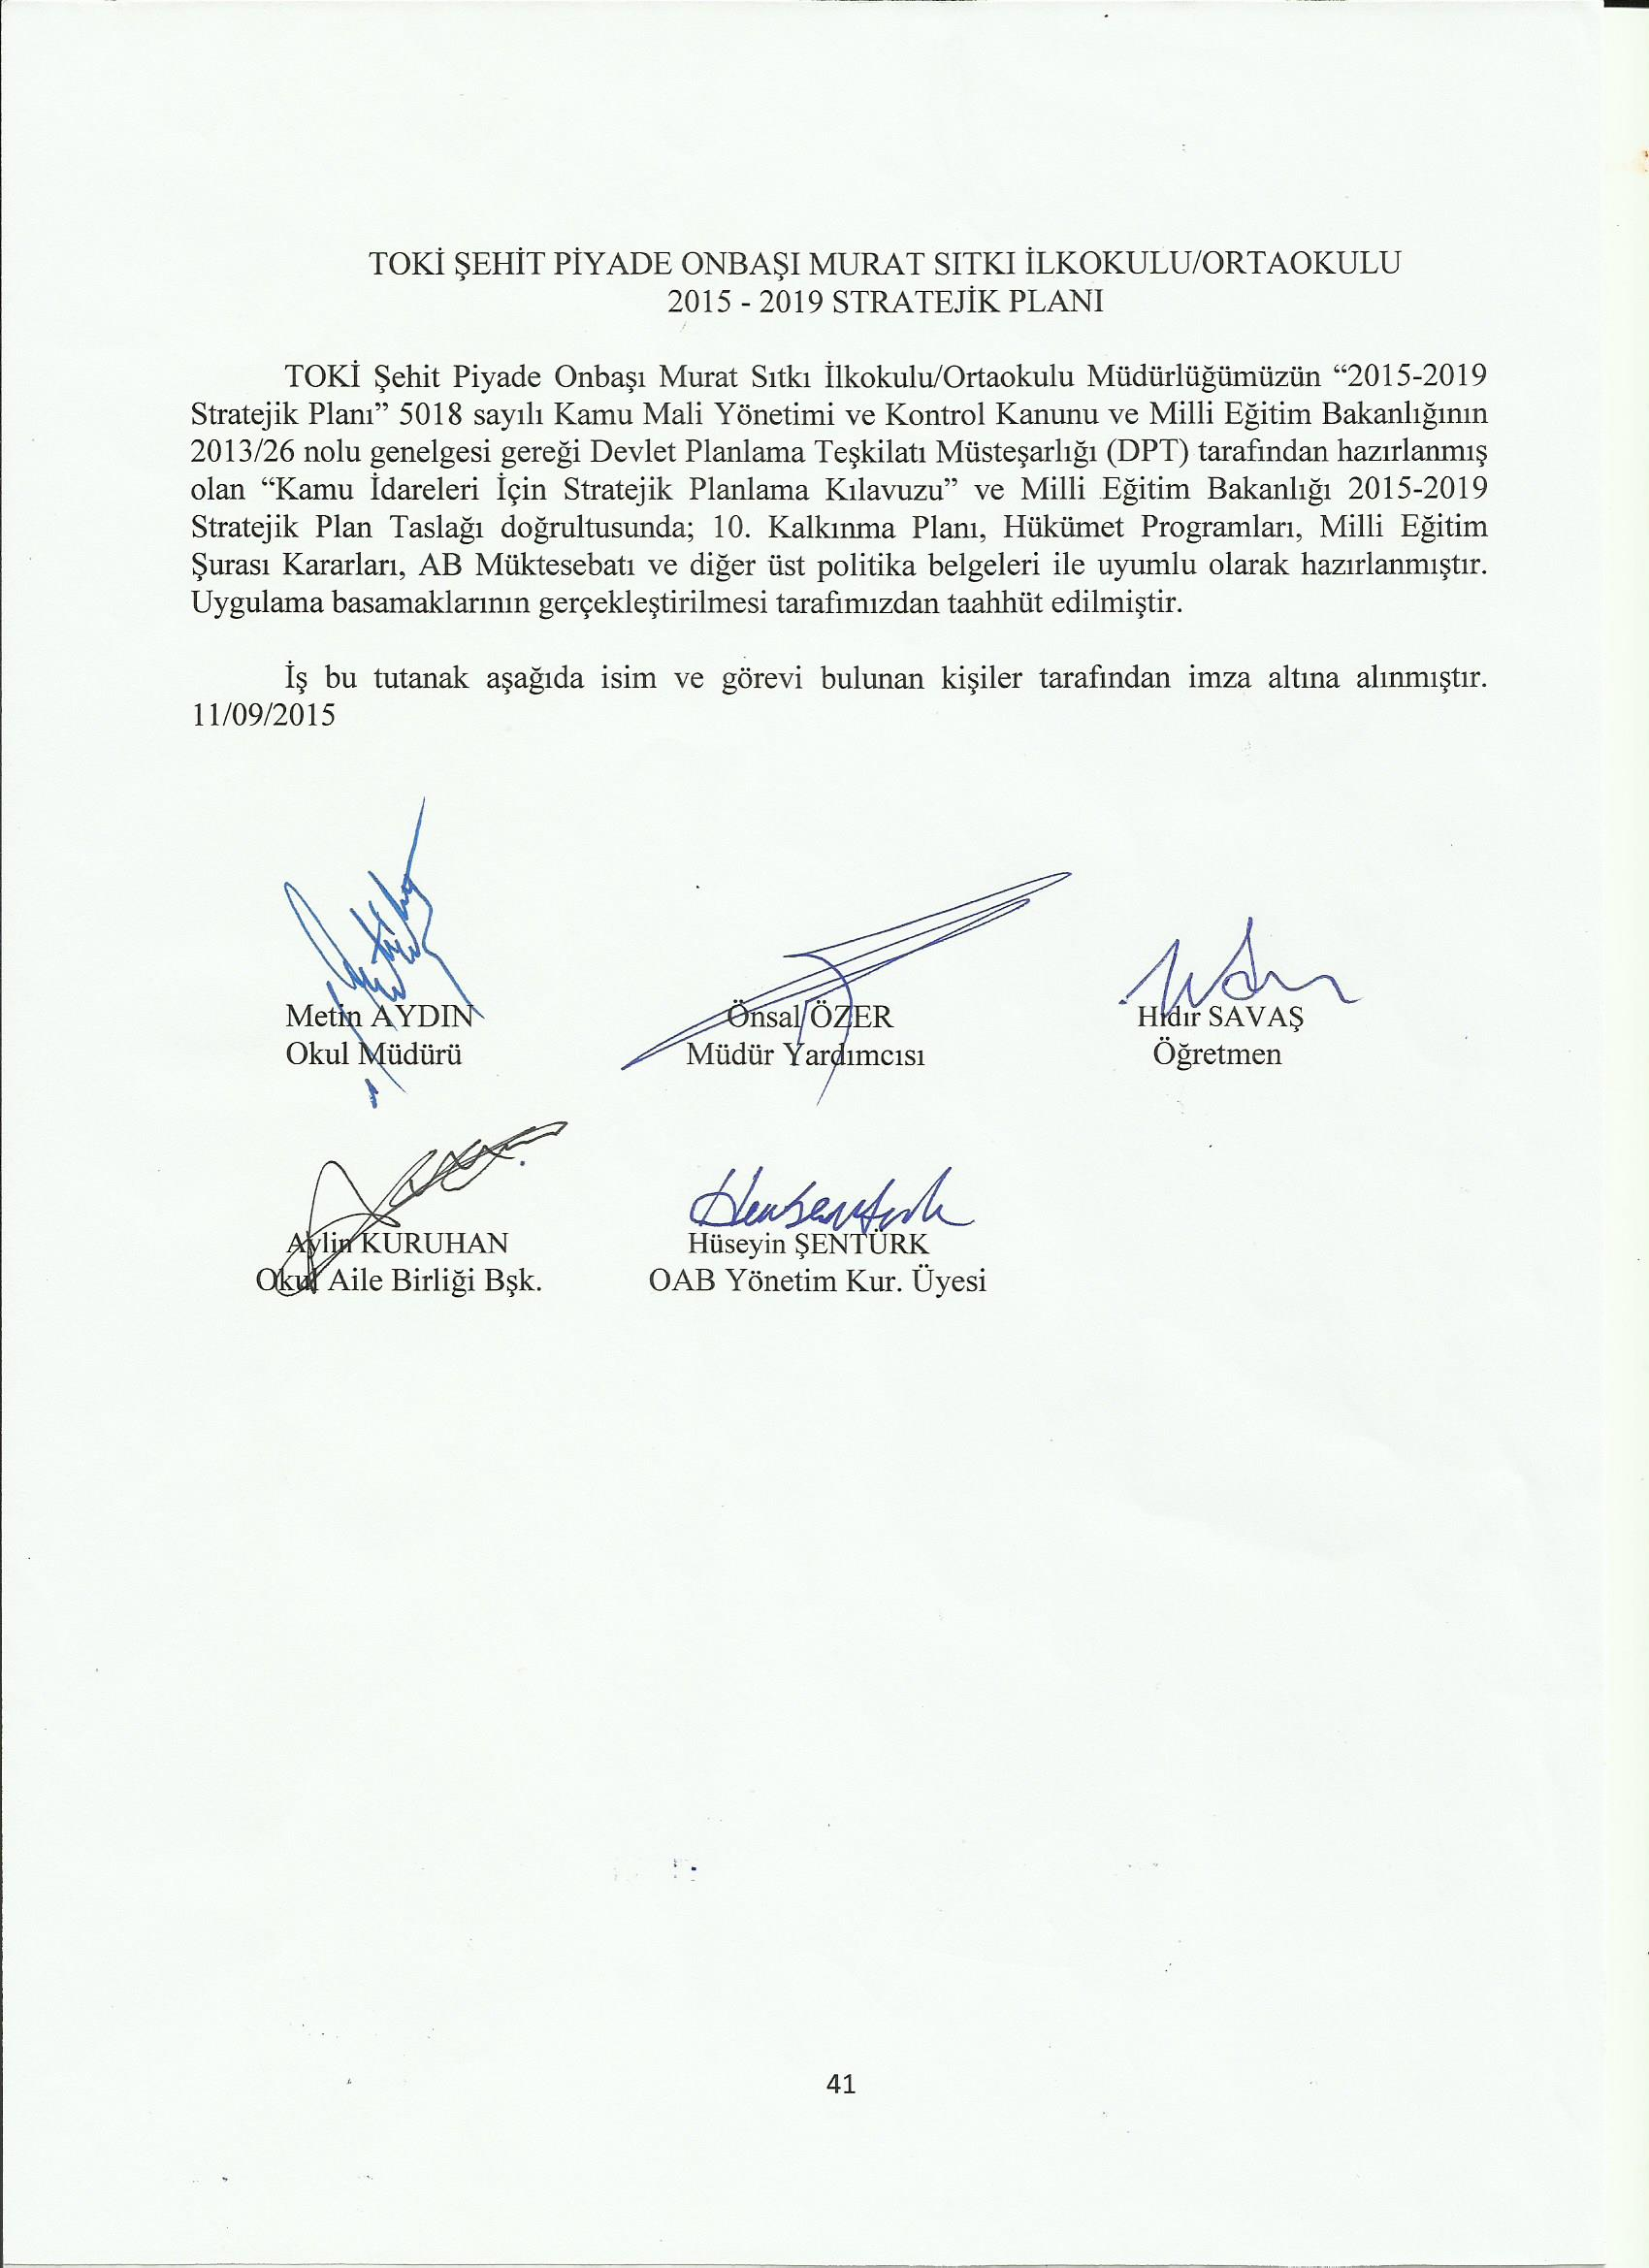 TOKİ ŞEHİT PİYADE ONBAŞI MURAT SITKI İLKOKULU/ORTAOKULU
2015 - 2019 STRATEJİK PLANI
TOKİ Şehit Piyade Onbaşı Murat Sıtkı İlkokulu/Ortaokulu Müdürlüğümüzün “2015-2019
Stratejik Planı” 5018 sayılı Kamu Mali Yönetimi ve Kontrol Kanunu ve Milli Eğitim Bakanlığının
2013/26 nolu genelgesi gereği Devlet Planlama Teşkilatı Müsteşarlığı (DPT) tarafından hazırlanmış
olan “Kamu İdareleri İçin Stratejik Planlama Kılavuzu” ve Milli Eğitim Bakanlığı 2015-2019
Stratejik Plan Taslağı doğrultusunda; 10. Kalkınma Planı, Hükümet Programları, Milli Eğitim
Şurası Kararları, AB Müktesebatı ve diğer üst politika belgeleri ile uyumlu olarak hazırlanmıştır.
Uygulama basamaklarının gerçekleştirilmesi tarafımızdan taahhüt edilmiştir.
İş bu tutanak aşağıda isim ve görevi bulunan kişiler tarafından imza altına alınmıştır.
11/09/2015
Metin AYDIN Önsal ÖZER Hıdır SAVAŞ
Okul Müdürü Müdür Yardımcısı Öğretmen
Aylin KURUHAN Hüseyin ŞENTÜRK
Okul Aile Birliği Bşk. OAB Yönetim Kur. Üyesi
41